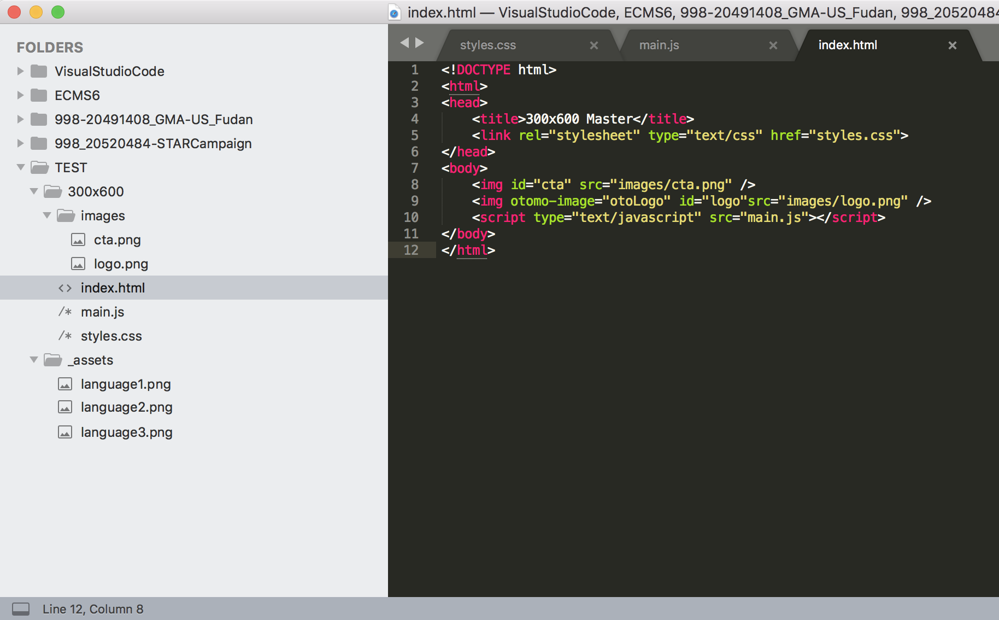 index.html — VisualStudioCode, ECMS6, 998-20491408_GMA-US_Fudan, 998_2052048
FOLDERS
VisualStudioCode
ECMS6
998-20491408_GMA-US_Fudan
998_20520484-STARCampaign
TEST
300x600
images
cta.png
logo.png
index.html
main.js
styles.css
_assets
language1.png
language2.png
language3.png
styles.css × main.js × index.html ×
1 <!DOCTYPE html>
2 <html>
3 <head>
4 <title>300x600 Master</title>
5 <link rel="stylesheet" type="text/css" href="styles.css">
6 </head>
7 <body>
8 <img id="cta" src="images/cta.png" />
9 <img otomo-image="otoLogo" id="logo"src="images/logo.png" />
10 <script type="text/javascript" src="main.js"></script>
11 </body>
12 </html>
Line 12, Column 8